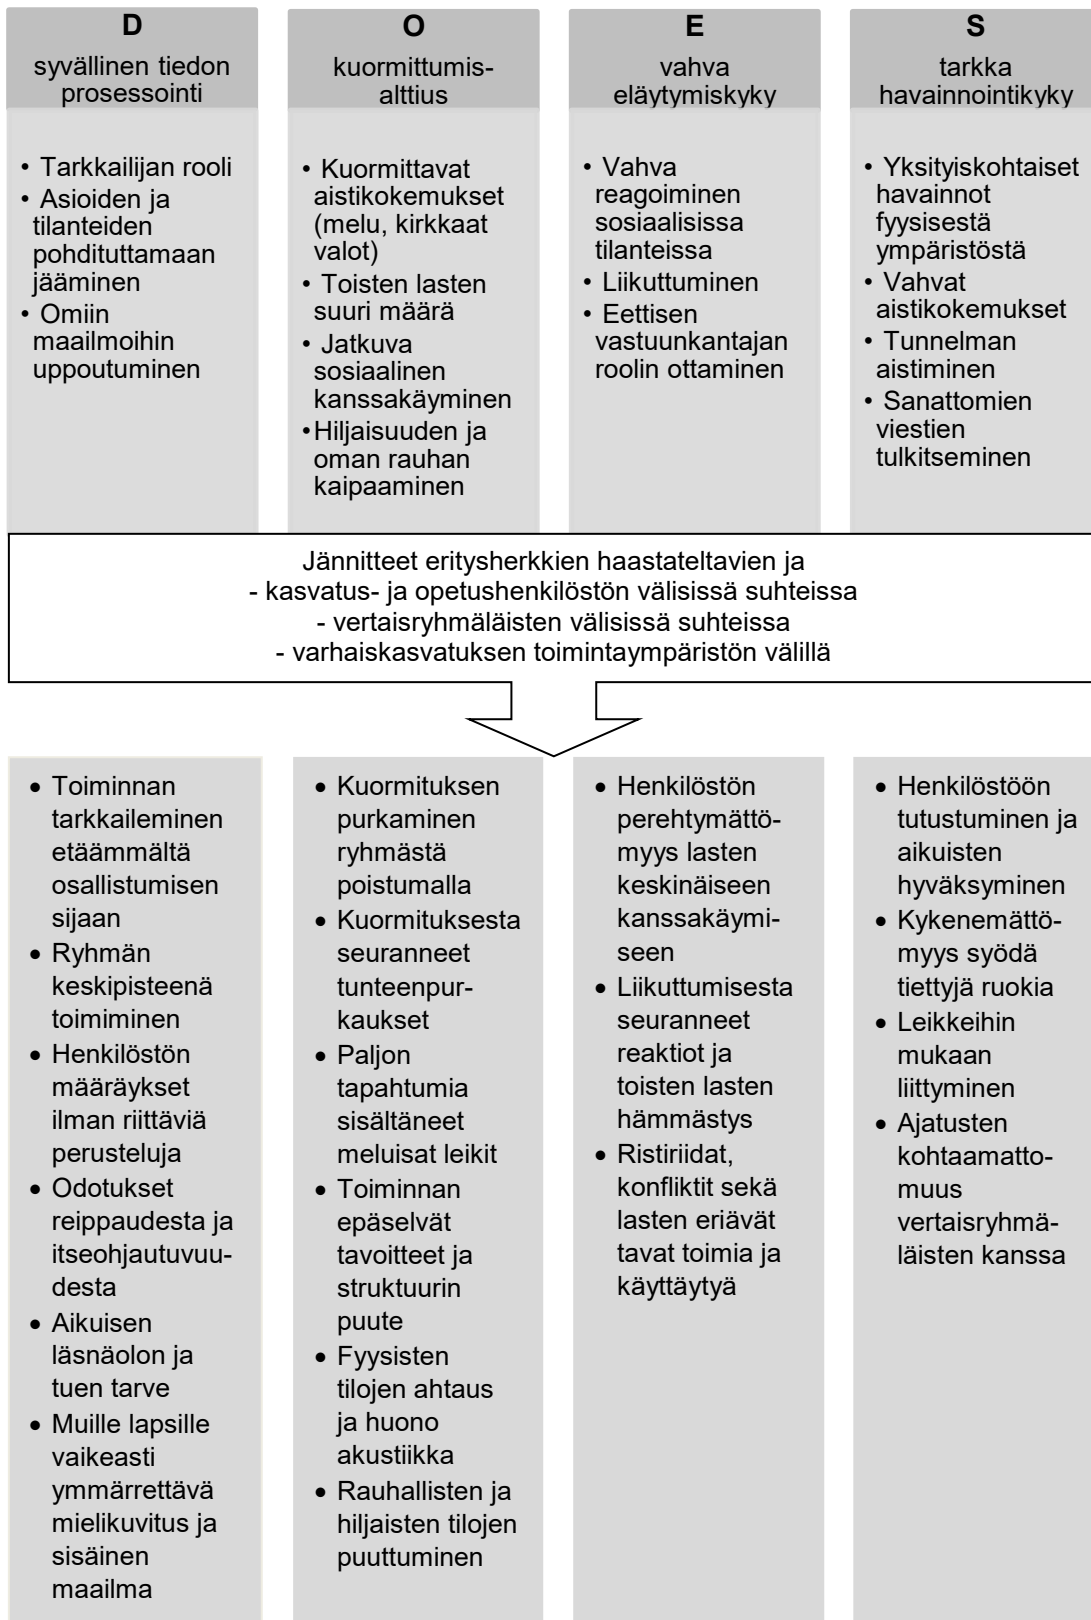 D
syvällinen tiedon
prosessointi
• Tarkkailijan rooli
• Asioiden ja
tilanteiden
pohdituttamaan
jääminen
• Omiin
maailmoihin
uppoutuminen
O
kuormittumis-
alttius
• Kuormittavat
aistikokemukset
(melu, kirkkaat
valot)
• Toisten lasten
suuri määrä
• Jatkuva
sosiaalinen
kanssakäyminen
• Hiljaisuuden ja
oman rauhan
kaipaaminen
E
vahva
eläytymiskyky
• Vahva
reagoiminen
sosiaalisissa
tilanteissa
• Liikuttuminen
• Eettisen
vastuunkantajan
roolin ottaminen
S
tarkka
havainnointikyky
• Yksityiskohtaiset
havainnot
fyysisestä
ympäristöstä
• Vahvat
aistikokemukset
• Tunnelman
aistiminen
• Sanattomien
viestien
tulkitseminen
Jännitteet eritysherkkien haastateltavien ja
- kasvatus- ja opetushenkilöstön välisissä suhteissa
- vertaisryhmäläisten välisissä suhteissa
- varhaiskasvatuksen toimintaympäristön välillä
• Toiminnan
tarkkaileminen
etäämmältä
osallistumisen
sijaan
• Ryhmän
keskipisteenä
toimiminen
• Henkilöstön
määräykset
ilman riittäviä
perusteluja
• Odotukset
reippaudesta ja
itseohjautuvuu-
desta
• Aikuisen
läsnäolon ja
tuen tarve
• Muille lapsille
vaikeasti
ymmärrettävä
mielikuvitus ja
sisäinen
maailma
• Kuormituksen
purkaminen
ryhmästä
poistumalla
• Kuormituksesta
seuranneet
tunteenpur-
kaukset
• Paljon
tapahtumia
sisältäneet
meluisat leikit
• Toiminnan
epäselvät
tavoitteet ja
struktuurin
puute
• Fyysisten
tilojen ahtaus
ja huono
akustiikka
• Rauhallisten ja
hiljaisten tilojen
puuttuminen
• Henkilöstön
perehtymättö-
myys lasten
keskinäiseen
kanssakäymi-
seen
• Liikuttumisesta
seuranneet
reaktiot ja
toisten lasten
hämmästys
• Ristiriidat,
konfliktit sekä
lasten eriävät
tavat toimia ja
käyttäytyä
• Henkilöstöön
tutustuminen ja
aikuisten
hyväksyminen
• Kykenemättö-
myys syödä
tiettyjä ruokia
• Leikkeihin
mukaan
liittyminen
• Ajatusten
kohtaamatto-
muus
vertaisryhmä-
läisten kanssa